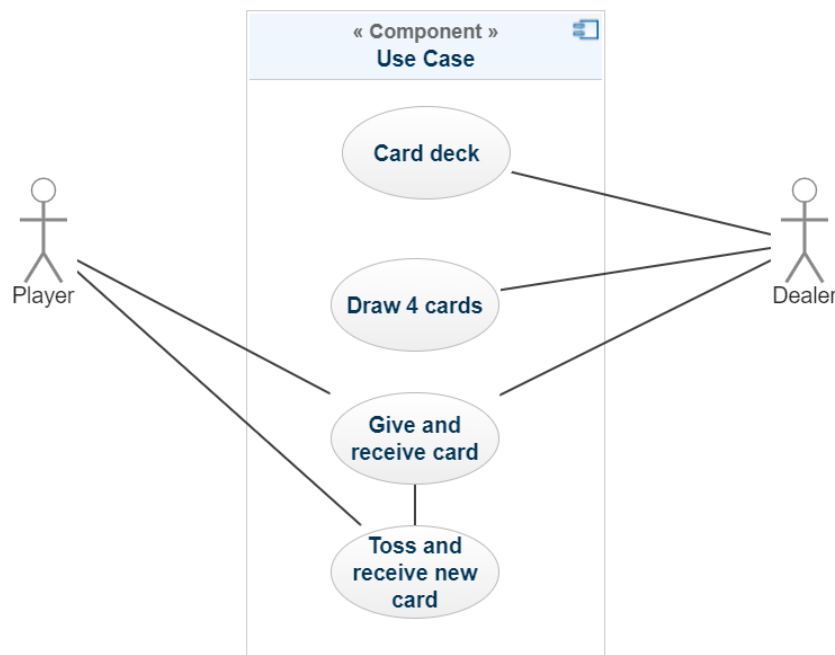 « Component »
Use Case
Card deck
Player
Dealer
Draw 4 cards
Give and
receive card
Toss and
receive new
card